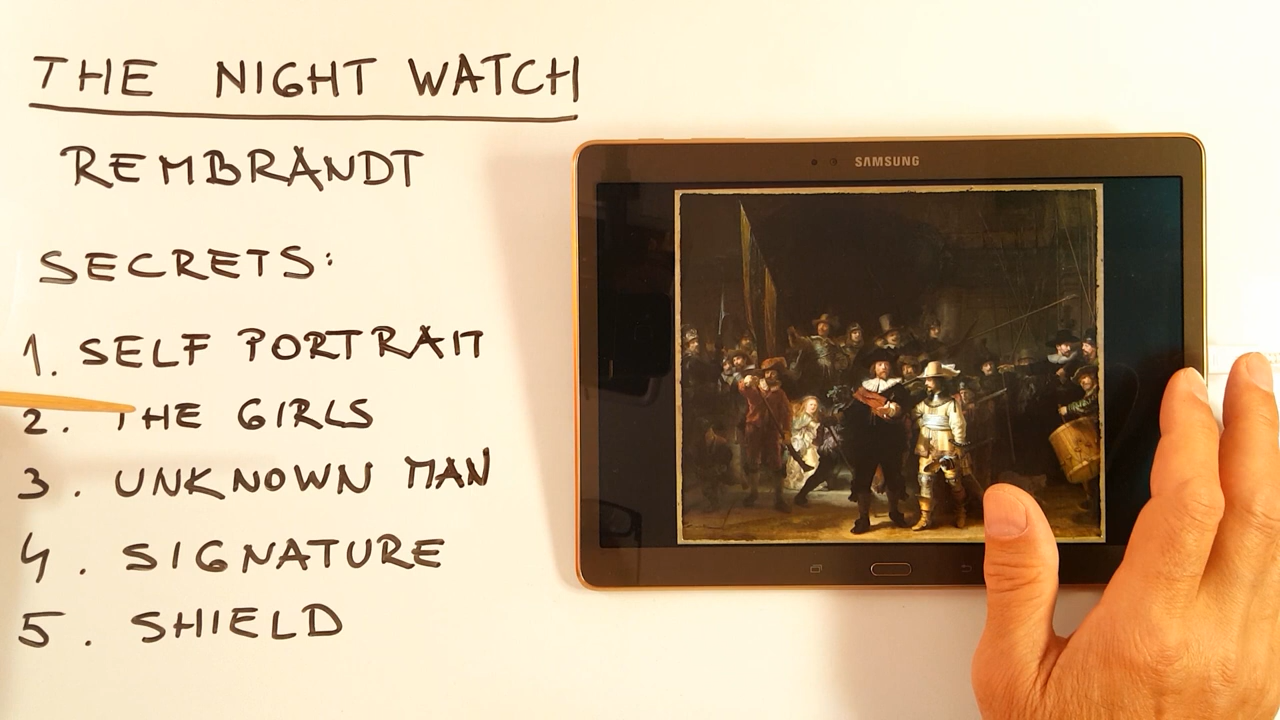 THE NIGHT WATCH
REMBRANDT
SECRETS:
1. SELF PORTRAIT
2. THE GIRLS
3. UNKNOWN MAN
4. SIGNATURE
5. SHIELD
SAMSUNG